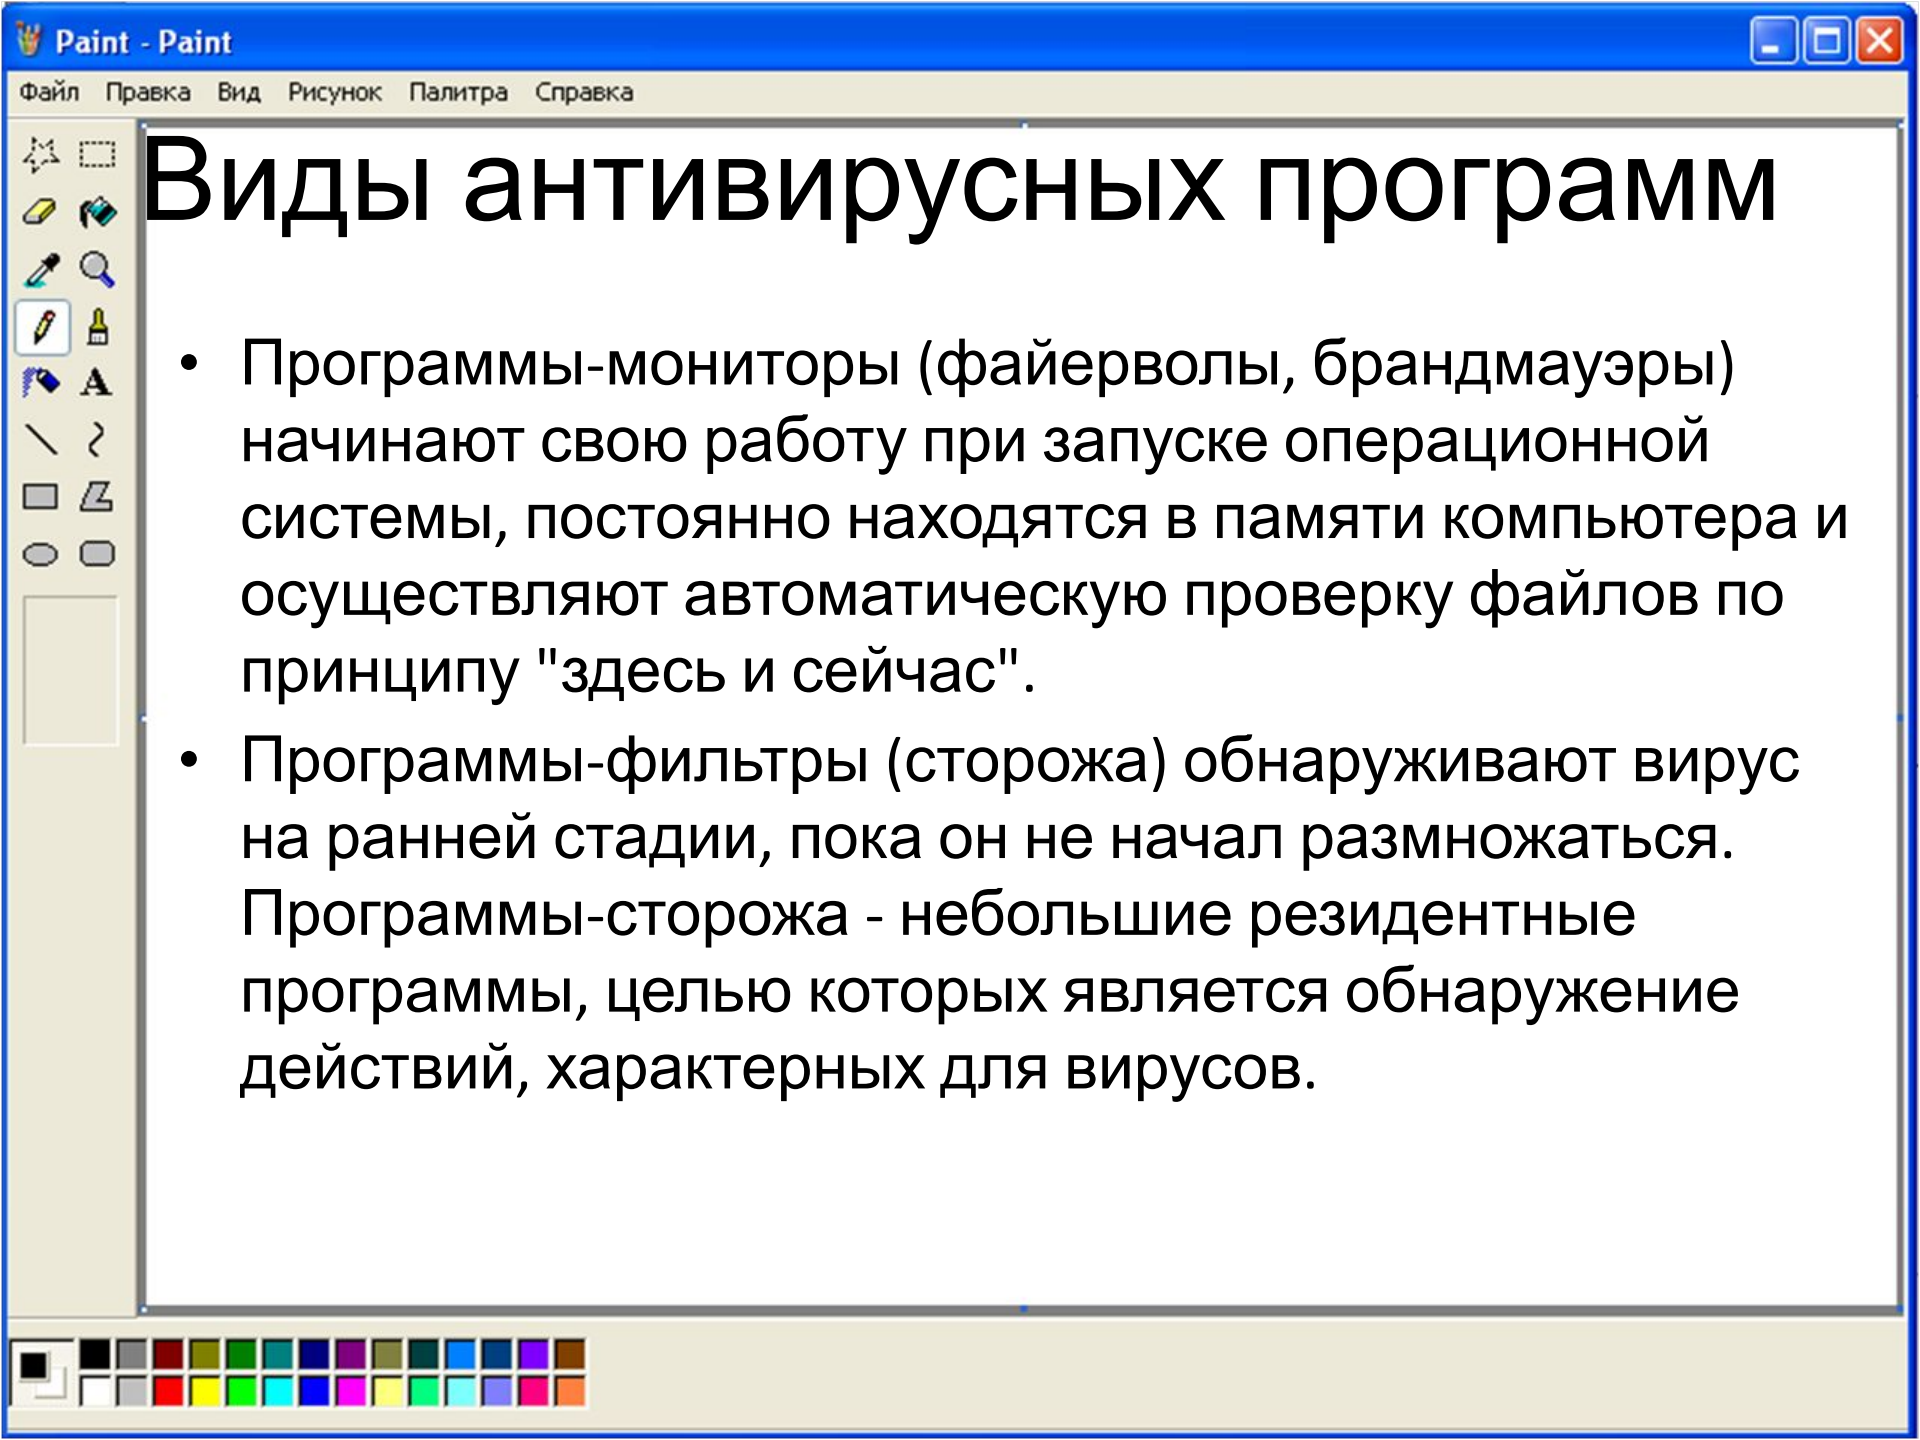 Paint - Paint
Файл Правка Вид Рисунок Палитра Справка
Виды антивирусных программ
• Программы-мониторы (файерволы, брандмауэры)
начинают свою работу при запуске операционной
системы, постоянно находятся в памяти компьютера и
осуществляют автоматическую проверку файлов по
принципу "здесь и сейчас".
• Программы-фильтры (сторожа) обнаруживают вирус
на ранней стадии, пока он не начал размножаться.
Программы-сторожа - небольшие резидентные
программы, целью которых является обнаружение
действий, характерных для вирусов.
A